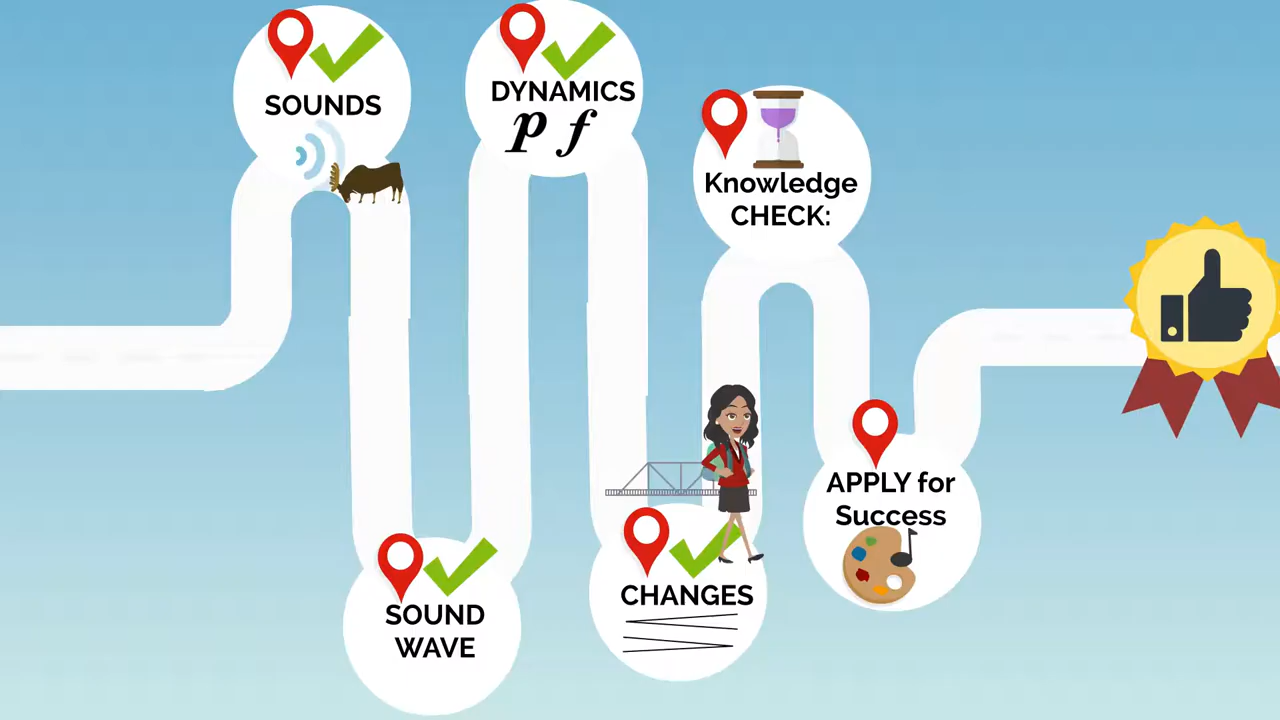 SOUNDS
DYNAMICS
p f
Knowledge
CHECK:
APPLY for
Success
CHANGES
SOUND
WAVE